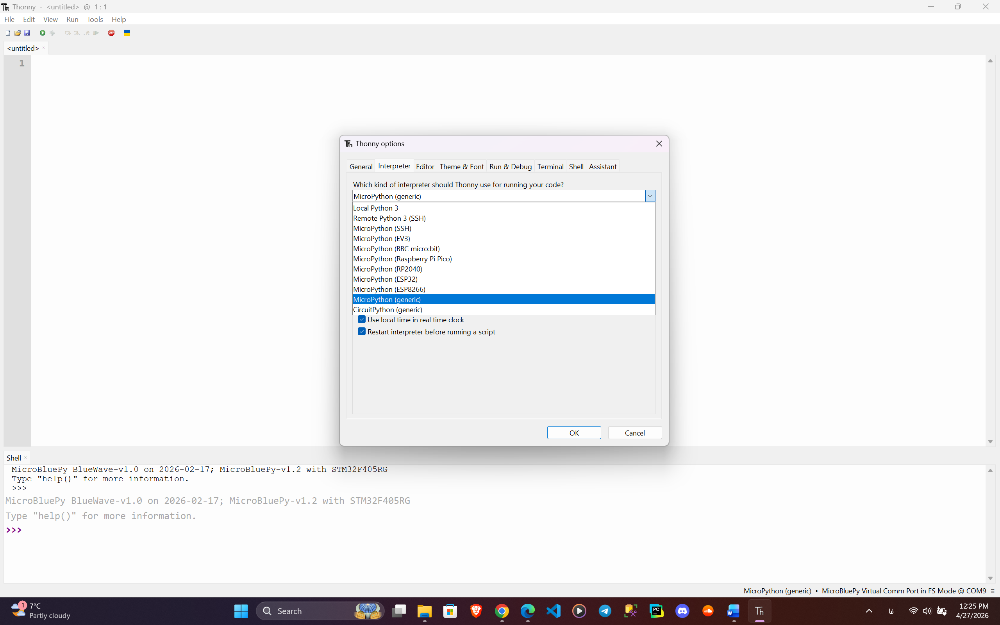 Thonny - <untitled> @ 1:1
File Edit View Run Tools Help
STOP
<untitled> ×
1
Thonny options
General Interpreter Editor Theme & Font Run & Debug Terminal Shell Assistant
Which kind of interpreter should Thonny use for running your code?
MicroPython (generic)
Local Python 3
Remote Python 3 (SSH)
MicroPython (SSH)
MicroPython (EV3)
MicroPython (BBC micro:bit)
MicroPython (Raspberry Pi Pico)
MicroPython (RP2040)
MicroPython (ESP32)
MicroPython (ESP8266)
MicroPython (generic)
CircuitPython (generic)
Use local time in real time clock
Restart interpreter before running a script
OK Cancel
Shell ×
MicroBluePy BlueWave-v1.0 on 2026-02-17; MicroBluePy-v1.2 with STM32F405RG
Type "help()" for more information.
>>>
MicroBluePy BlueWave-v1.0 on 2026-02-17; MicroBluePy-v1.2 with STM32F405RG
Type "help()" for more information.
>>>
MicroPython (generic) • MicroBluePy Virtual Comm Port in FS Mode @ COM9 ≡
1 7°C
Partly cloudy
Search
PC
W
Th
فا
12:25 PM
4/27/2026